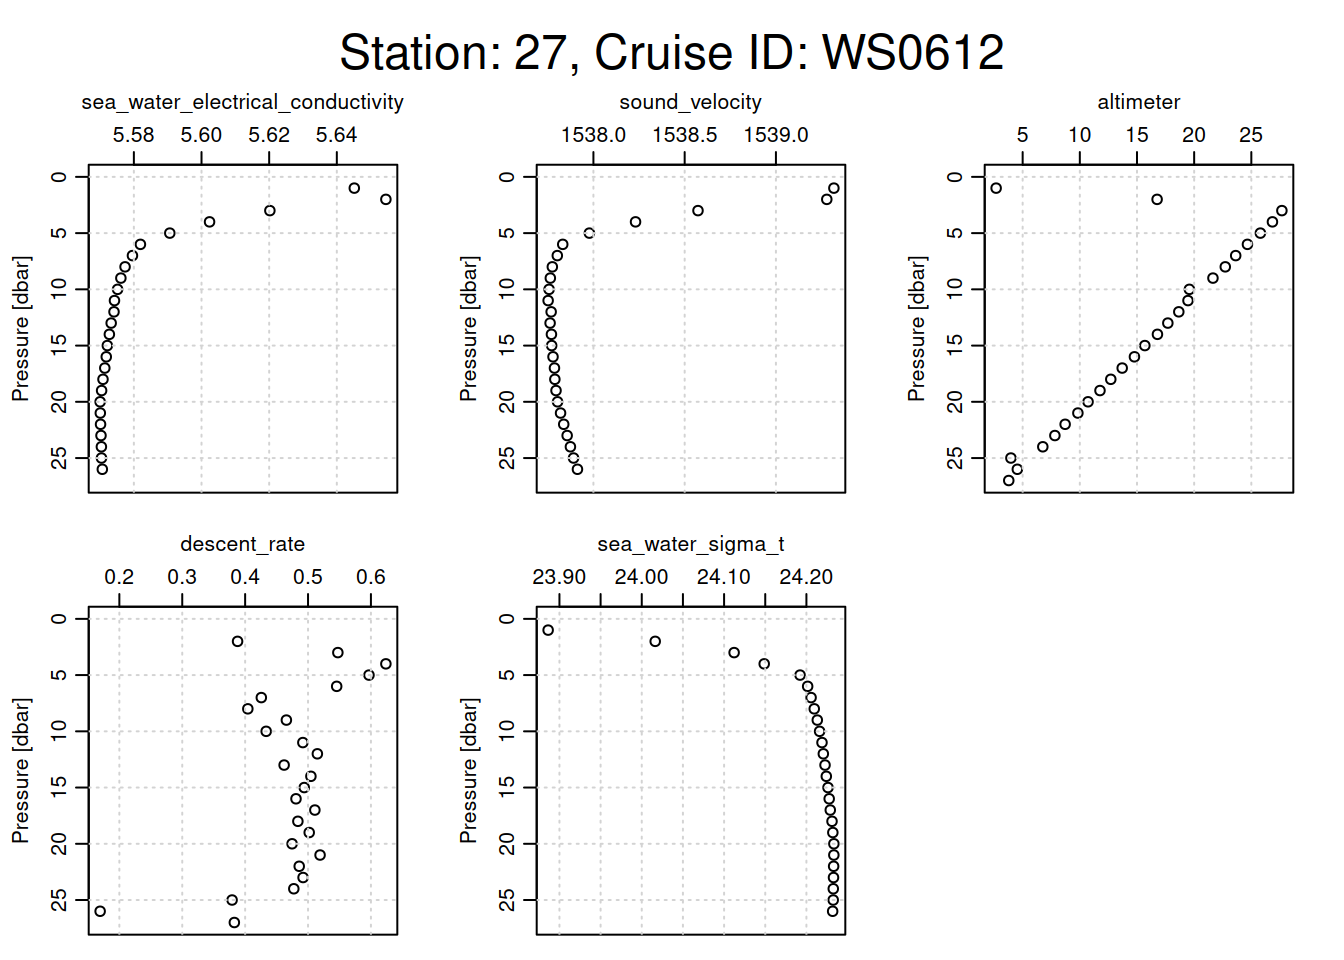 Station: 27, Cruise ID: WS0612
sea_water_electrical_conductivity
5.58 5.60 5.62 5.64
0
5
10
15
20
25
Pressure [dbar]
sound_velocity
1538.0 1538.5 1539.0
0
5
10
15
20
25
Pressure [dbar]
altimeter
5 10 15 20 25
0
5
10
15
20
25
Pressure [dbar]
descent_rate
0.2 0.3 0.4 0.5 0.6
0
5
10
15
20
25
Pressure [dbar]
sea_water_sigma_t
23.90 24.00 24.10 24.20
0
5
10
15
20
25
Pressure [dbar]